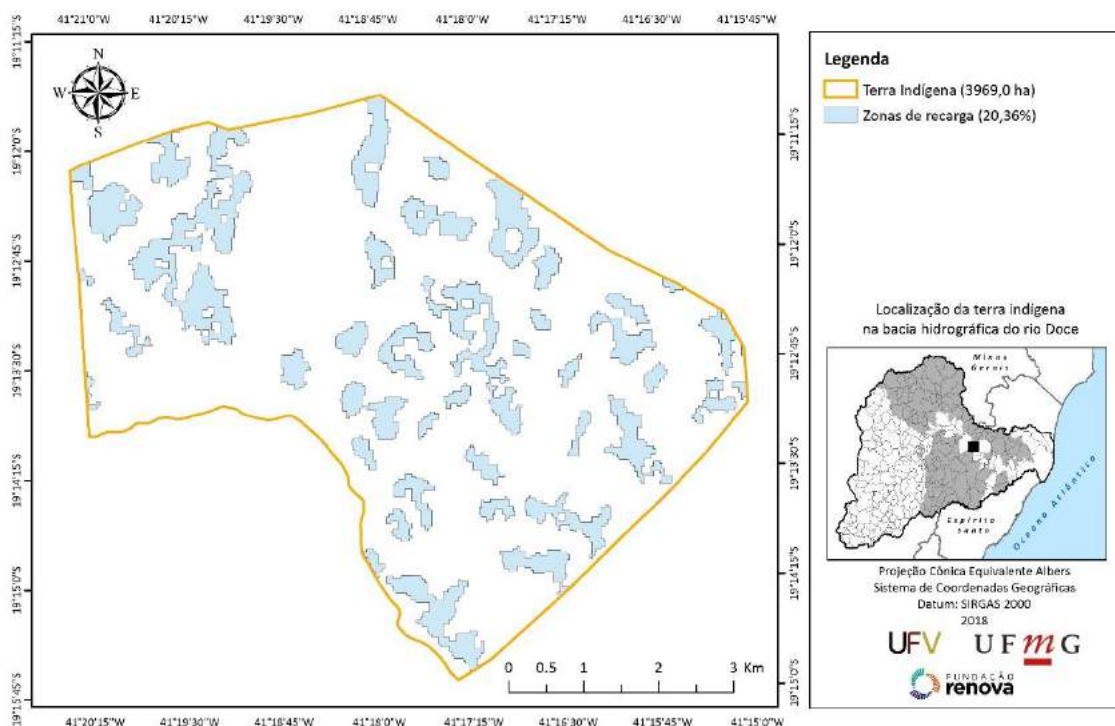 41°21'0"W 41°20'15"W 41°19'30"W 41°18'45"W 41°18'0"W 41°17'15"W 41°16'30"W 41°15'45"W
19°11'15"S
19°12'0"S
19°12'45"S
19°13'30"S
19°14'15"S
19°15'0"S
19°15'45"S
N
W E
S
19°11'15"S
19°12'0"S
19°12'45"S
19°13'30"S
19°14'15"S
19°15'0"S
0 0.5 1 2 3 Km
41°20'15"W 41°19'30"W 41°18'45"W 41°18'0"W 41°17'15"W 41°16'30"W 41°15'45"W 41°15'0"W
Legenda
Terra Indígena (3969,0 ha)
Zonas de recarga (20,36%)
Localização da terra indígena
na bacia hidrográfica do rio Doce
Minas
Gerais
Espírito
Santo
Oceano Atlântico
Projeção Cônica Equivalente Albers
Sistema de Coordenadas Geográficas
Datum: SIRGAS 2000
2018
UFV UFmG
FUNDAÇÃO
renova